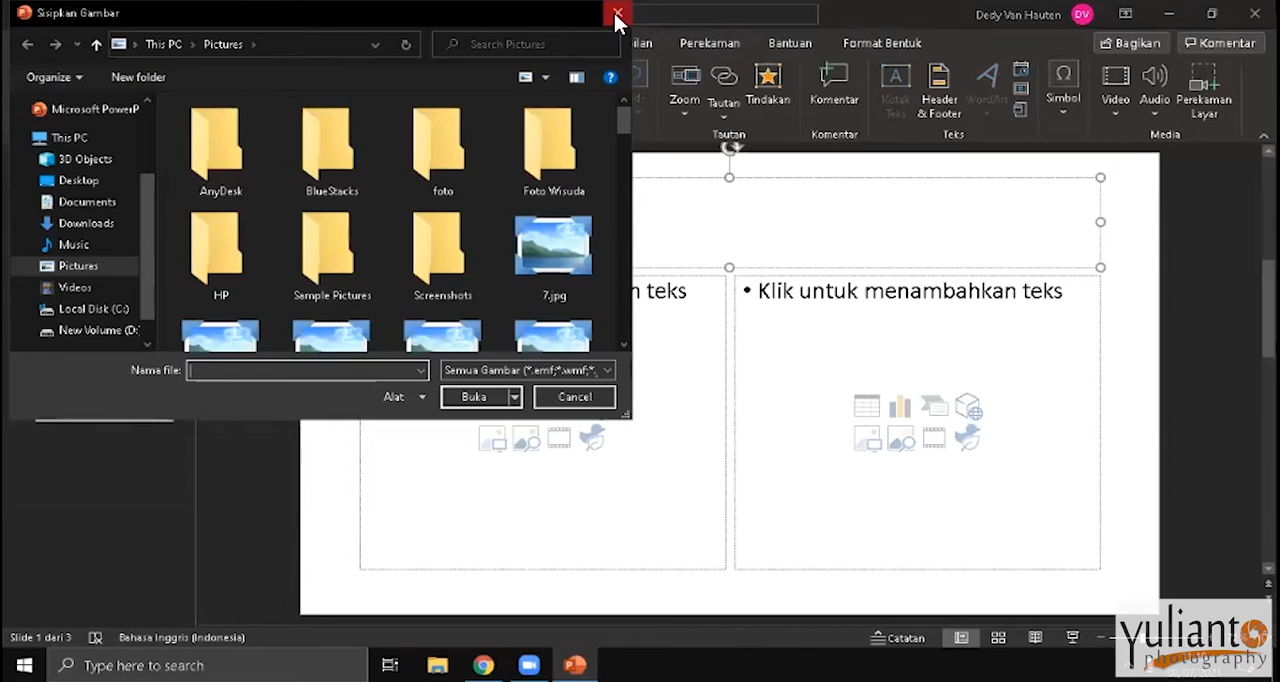 Sisipkan Gambar
Dedy Van Hauten
DV
This PC
Pictures
Search Pictures
ilan
Perekaman
Bantuan
Format Bentuk
Bagikan
Komentar
Organize
New folder
Zoom
Tautan
Tindakan
Komentar
Kotak Teks
Header & Footer
WordArt
Simbol
Video
Audio
Perekaman Layar
Tautan
Komentar
Teks
Media
Microsoft PowerP
This PC
3D Objects
Desktop
Documents
Downloads
Music
Pictures
Videos
Local Disk (C:)
New Volume (D:
AnyDesk
BlueStacks
foto
Foto Wisuda
HP
Sample Pictures
Screenshots
7.jpg
Nama file:
Semua Gambar (*.emf;*.wmf;*.
Alat
Buka
Cancel
n teks
• Klik untuk menambahkan teks
Slide 1 dari 3
Bahasa Inggris (Indonesia)
Catatan
Type here to search
yulianto
photography